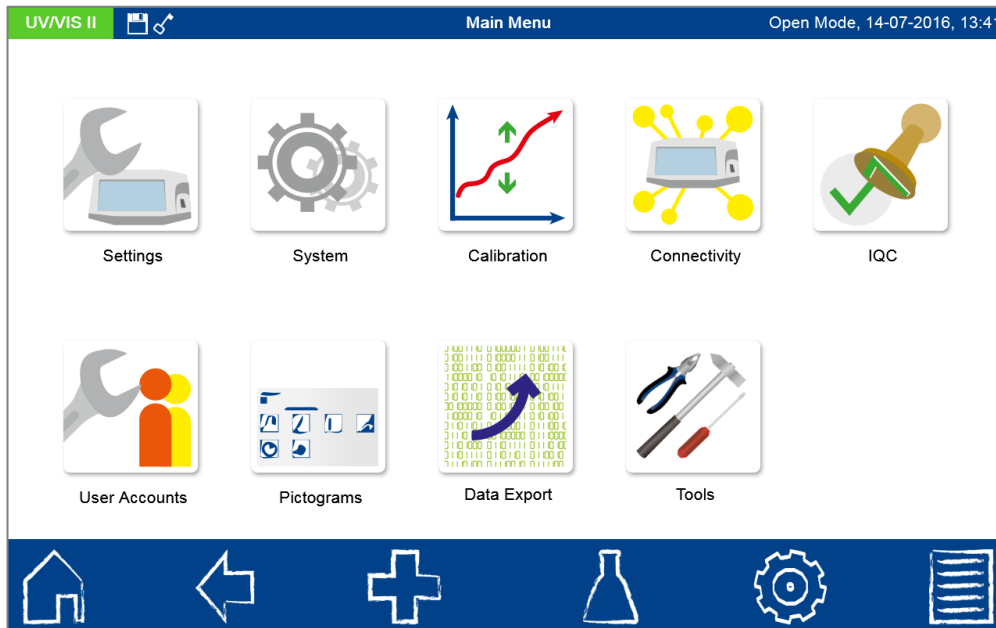 UV/VIS II
Main Menu
Open Mode, 14-07-2016, 13:41
Settings
System
Calibration
Connectivity
IQC
User Accounts
Pictograms
Data Export
Tools